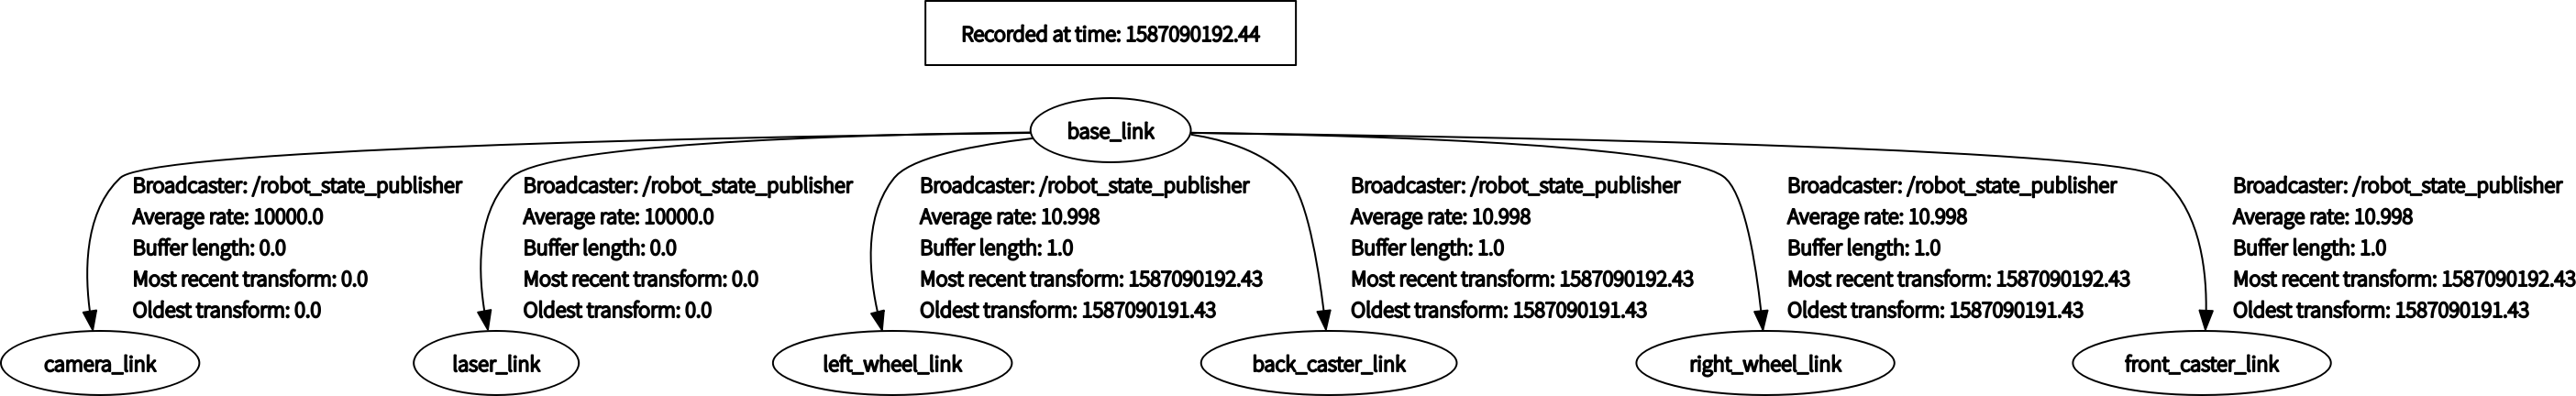 Recorded at time: 1587090192.44
base_link
Broadcaster: /robot_state_publisher
Average rate: 10000.0
Buffer length: 0.0
Most recent transform: 0.0
Oldest transform: 0.0
Broadcaster: /robot_state_publisher
Average rate: 10000.0
Buffer length: 0.0
Most recent transform: 0.0
Oldest transform: 0.0
Broadcaster: /robot_state_publisher
Average rate: 10.998
Buffer length: 1.0
Most recent transform: 1587090192.43
Oldest transform: 1587090191.43
Broadcaster: /robot_state_publisher
Average rate: 10.998
Buffer length: 1.0
Most recent transform: 1587090192.43
Oldest transform: 1587090191.43
Broadcaster: /robot_state_publisher
Average rate: 10.998
Buffer length: 1.0
Most recent transform: 1587090192.43
Oldest transform: 1587090191.43
Broadcaster: /robot_state_publisher
Average rate: 10.998
Buffer length: 1.0
Most recent transform: 1587090192.43
Oldest transform: 1587090191.43
camera_link
laser_link
left_wheel_link
back_caster_link
right_wheel_link
front_caster_link